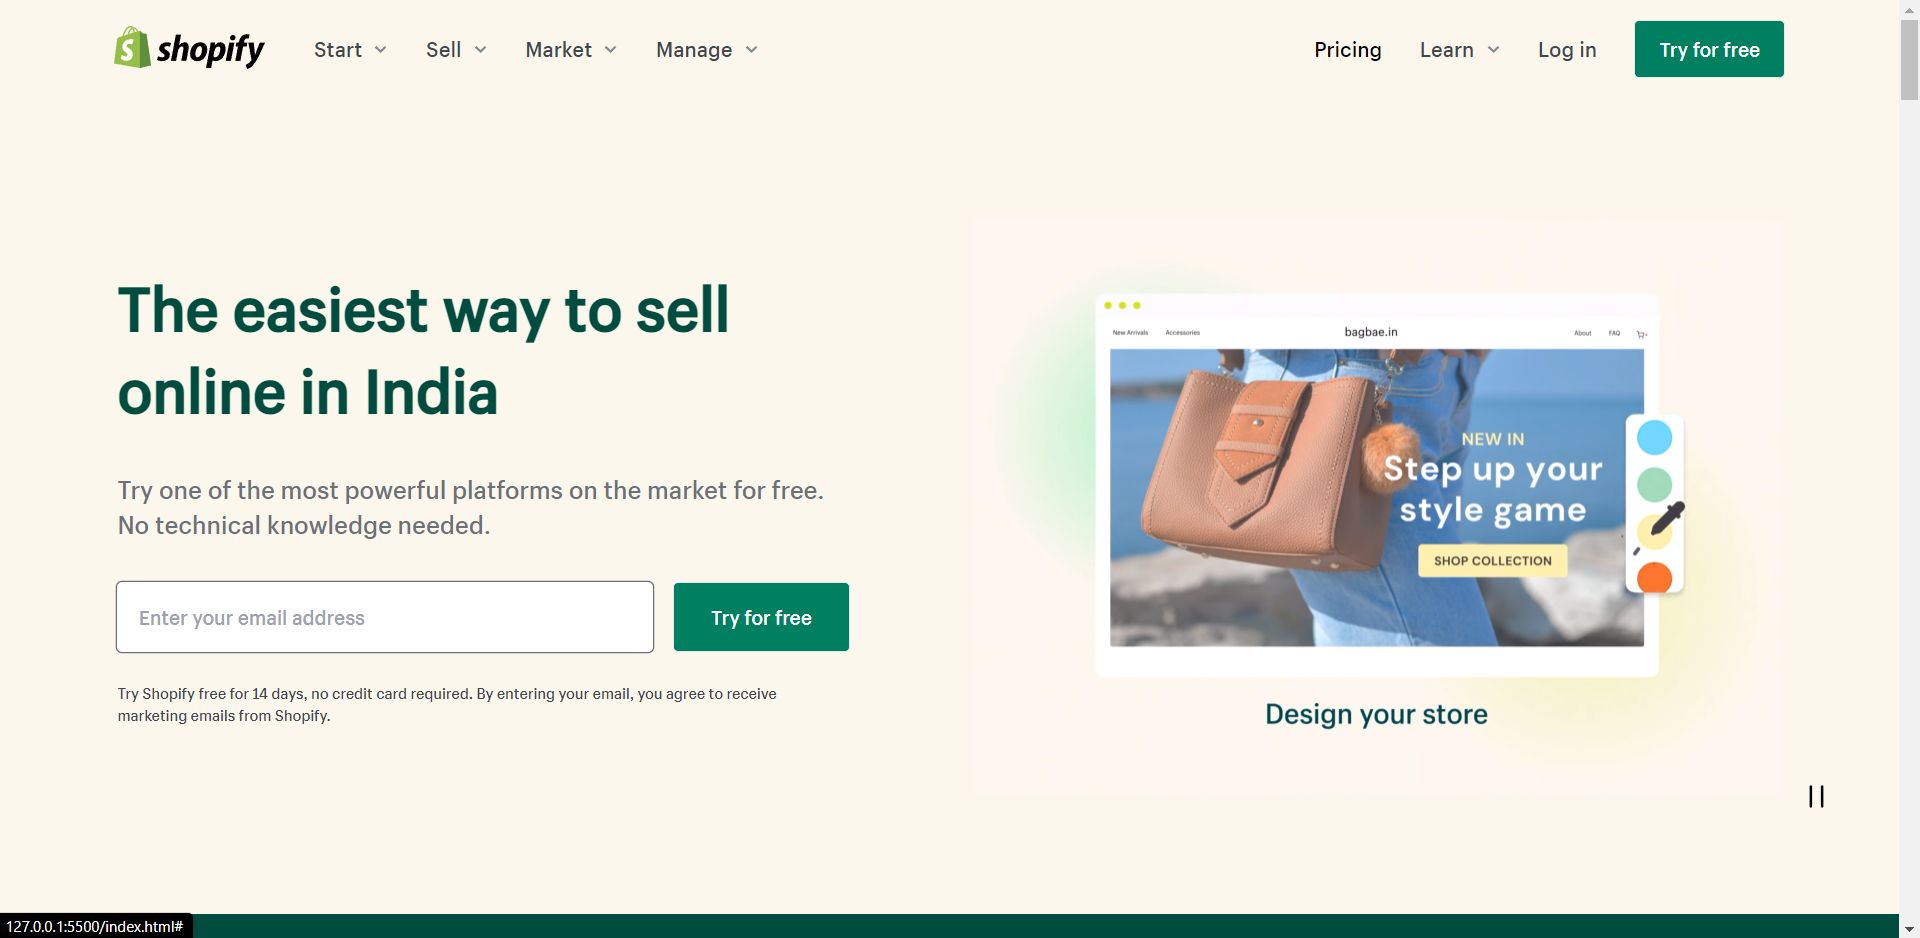 shopify Start Sell Market Manage Pricing Learn Log in Try for free
The easiest way to sell
online in India
Try one of the most powerful platforms on the market for free.
No technical knowledge needed.
Enter your email address Try for free
Try Shopify free for 14 days, no credit card required. By entering your email, you agree to receive
marketing emails from Shopify.
New Arrivals Accessories bagbae.in About FAQ
NEW IN
Step up your
style game
SHOP COLLECTION
Design your store
127.0.0.1:5500/index.html#